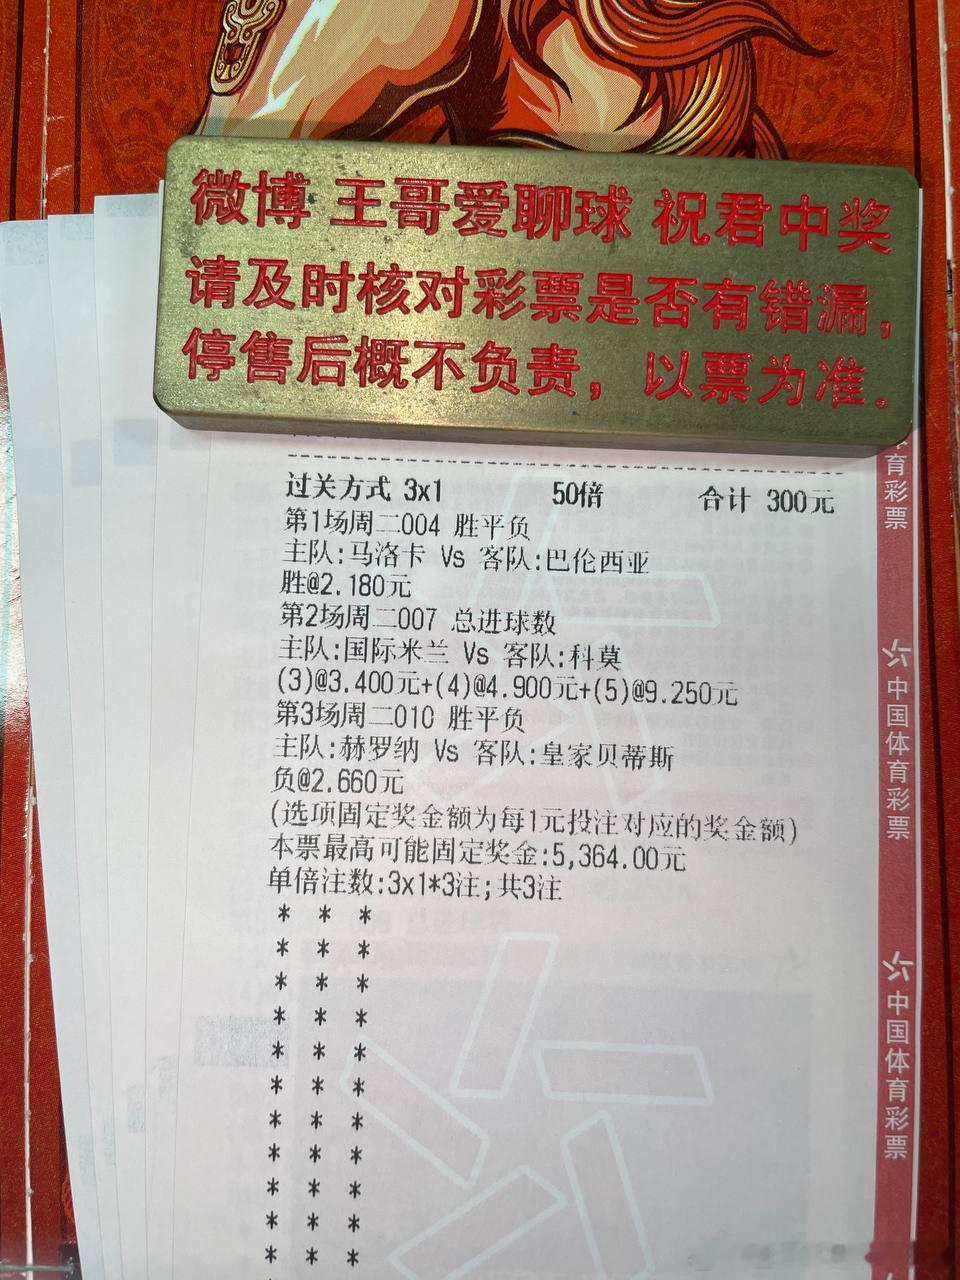 微博 王哥爱聊球 祝君中奖
请及时核对彩票是否有错漏，
停售后概不负责，以票为准.
过关方式 3x1 50倍 合计 300元
第1场周二004 胜平负
主队:马洛卡 Vs 客队:巴伦西亚
胜@2.180元
第2场周二007 总进球数
主队:国际米兰 Vs 客队:科莫
(3)@3.400元+(4)@4.900元+(5)@9.250元
第3场周二010 胜平负
主队:赫罗纳 Vs 客队:皇家贝蒂斯
负@2.660元
(选项固定奖金额为每1元投注对应的奖金额)
本票最高可能固定奖金:5,364.00元
单倍注数:3x1*3注;共3注
* * *
* * *
* * *
* * *
* * *
* * *
* * *
* * *
* * *
* * *
* * *
育彩票
中国体育彩票
中国体育彩票